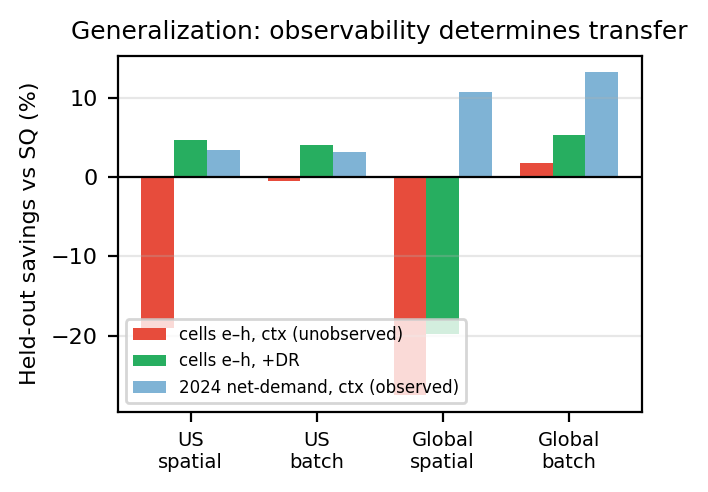 Generalization: observability determines transfer
Held-out savings vs SQ (%)
10
0
−10
−20
cells e–h, ctx (unobserved)
cells e–h, +DR
2024 net-demand, ctx (observed)
US
spatial
US
batch
Global
spatial
Global
batch